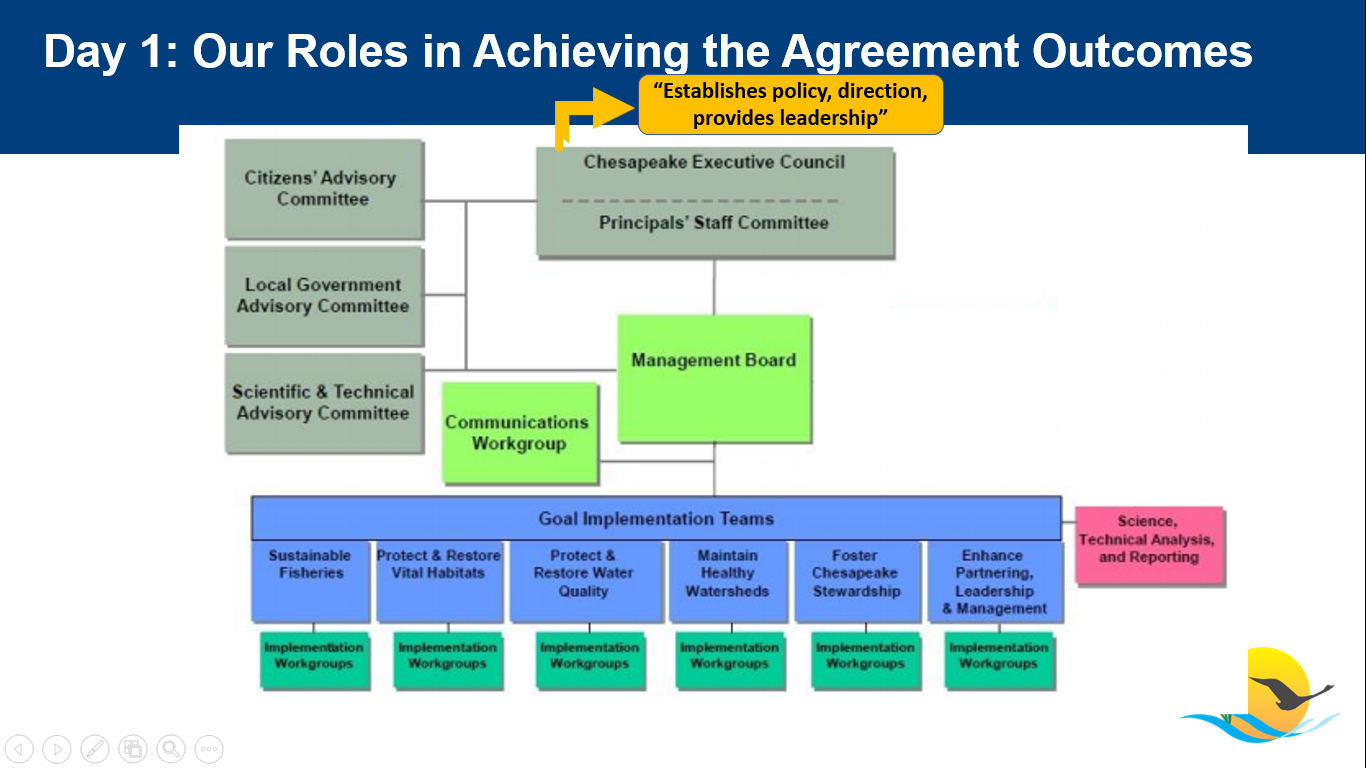 Day 1: Our Roles in Achieving the Agreement Outcomes
“Establishes policy, direction,
provides leadership”
Citizens’ Advisory
Committee
Chesapeake Executive Council
Principals’ Staff Committee
Local Government
Advisory Committee
Scientific & Technical
Advisory Committee
Management Board
Communications
Workgroup
Goal Implementation Teams
Science,
Technical Analysis,
and Reporting
Sustainable
Fisheries
Protect & Restore
Vital Habitats
Protect &
Restore Water
Quality
Maintain
Healthy
Watersheds
Foster
Chesapeake
Stewardship
Enhance
Partnering,
Leadership
& Management
Implementation
Workgroups
Implementation
Workgroups
Implementation
Workgroups
Implementation
Workgroups
Implementation
Workgroups
Implementation
Workgroups